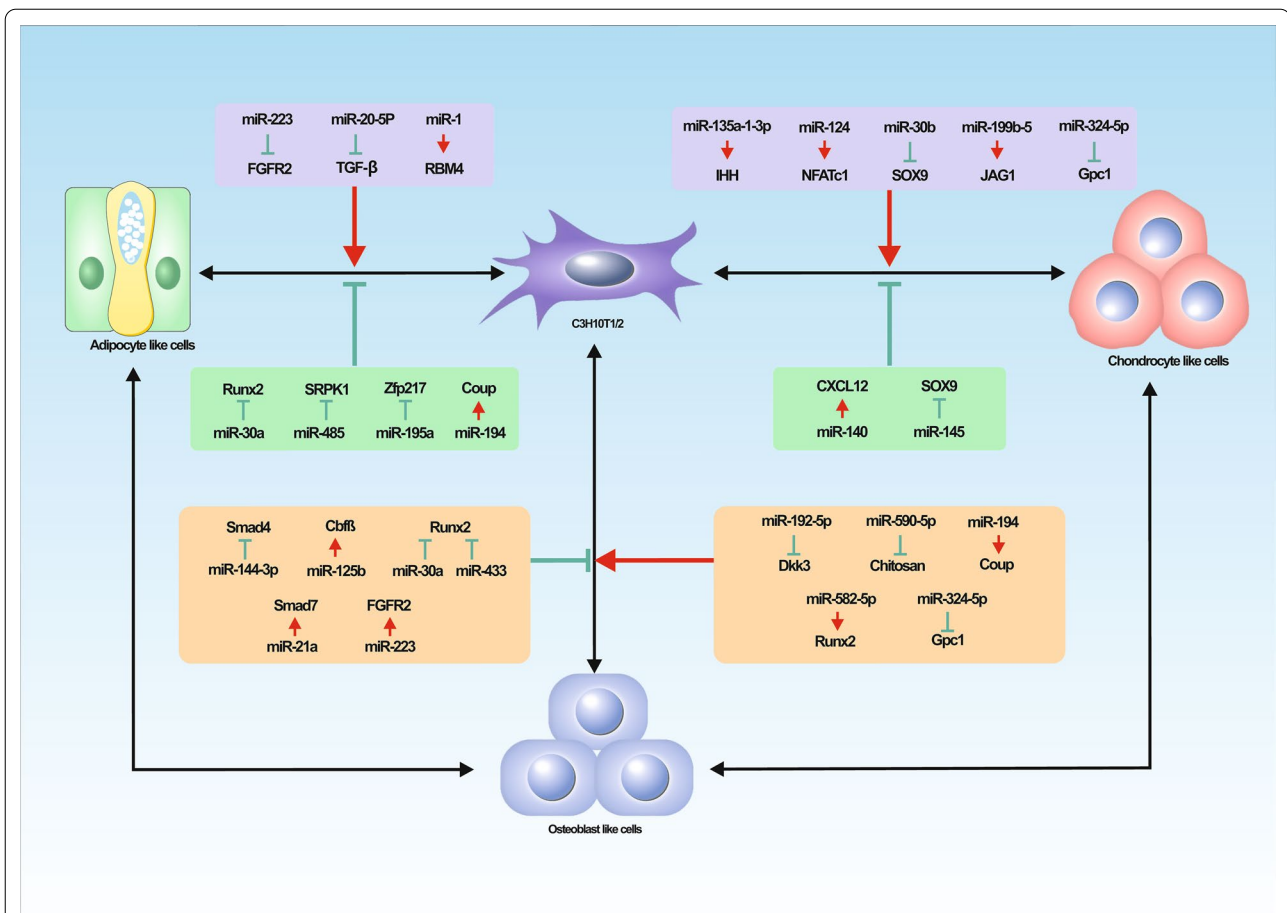 miR-223 miR-20-5P miR-1
FGFR2 TGF-β RBM4
miR-135a-1-3p miR-124 miR-30b miR-199b-5 miR-324-5p
IHH NFATc1 SOX9 JAG1 Gpc1
C3H10T1/2
Adipocyte like cells
Chondrocyte like cells
Runx2 SRPK1 Zfp217 Coup
miR-30a miR-485 miR-195a miR-194
CXCL12 SOX9
miR-140 miR-145
Smad4 Cbfß Runx2
miR-144-3p miR-125b miR-30a miR-433
Smad7 FGFR2
miR-21a miR-223
miR-192-5p miR-590-5p miR-194
Dkk3 Chitosan Coup
miR-582-5p miR-324-5p
Runx2 Gpc1
Osteoblast like cells